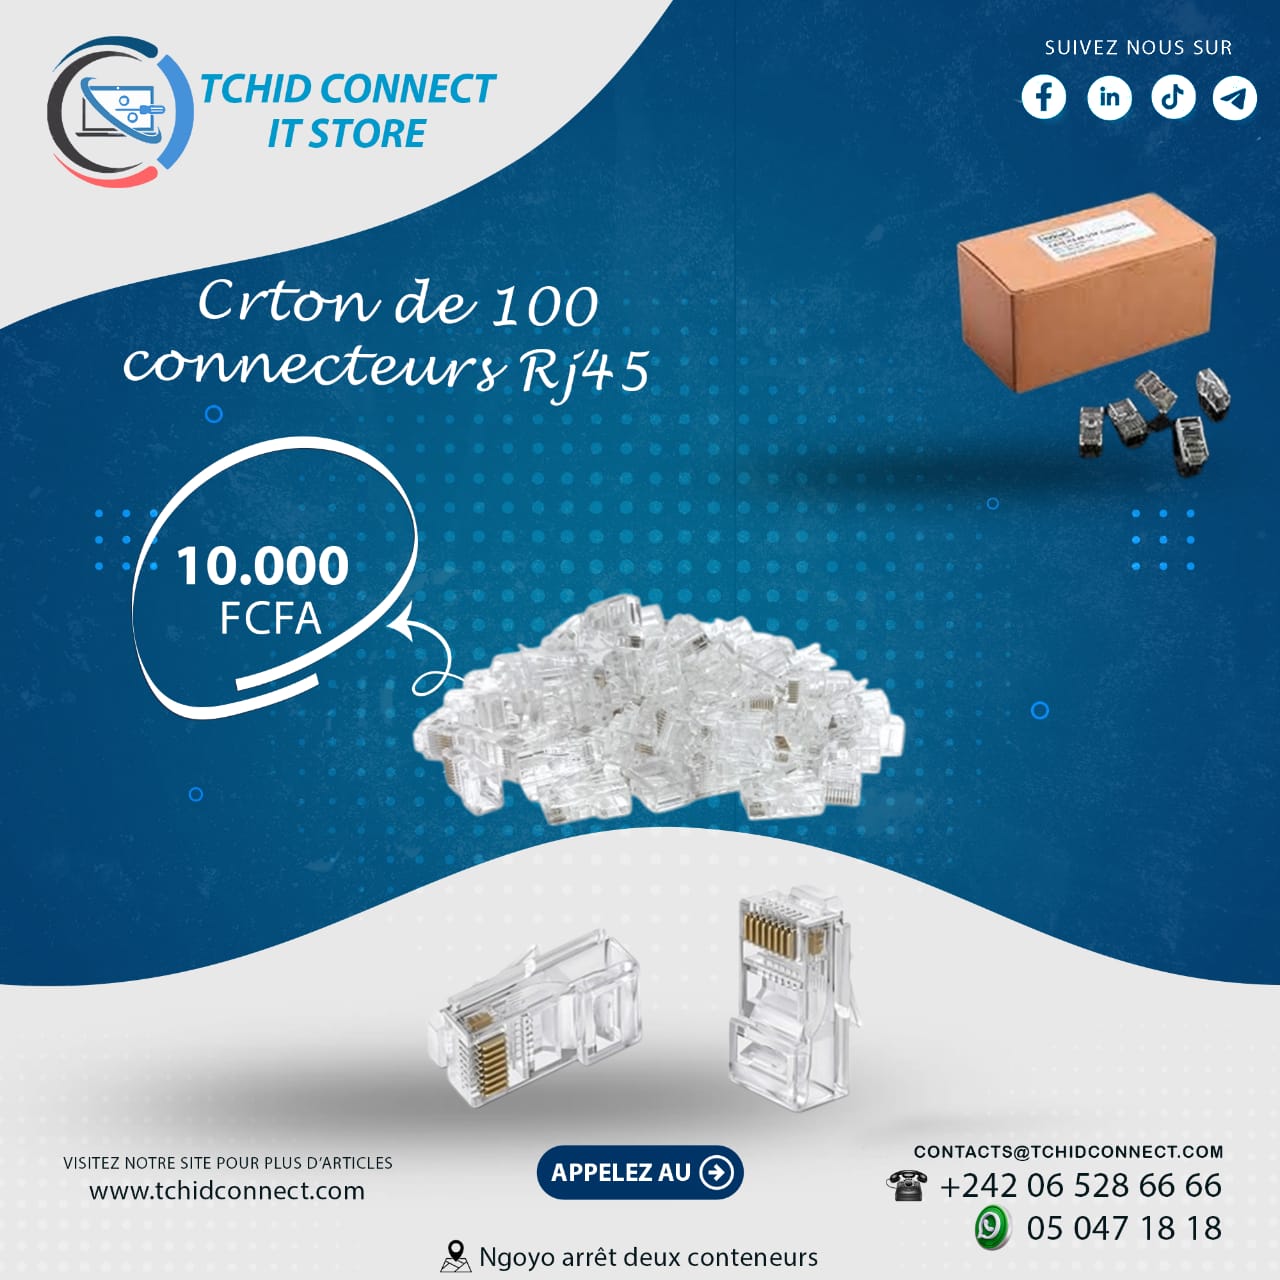 TCHID CONNECT
IT STORE
SUIVEZ NOUS SUR
Crton de 100
connecteurs Rj45
10.000
FCFA
VISITEZ NOTRE SITE POUR PLUS D'ARTICLES
www.tchidconnect.com
APPELEZ AU
CONTACTS@TCHIDCONNECT.COM
+242 06 528 66 66
05 047 18 18
Ngoyo arrêt deux conteneurs